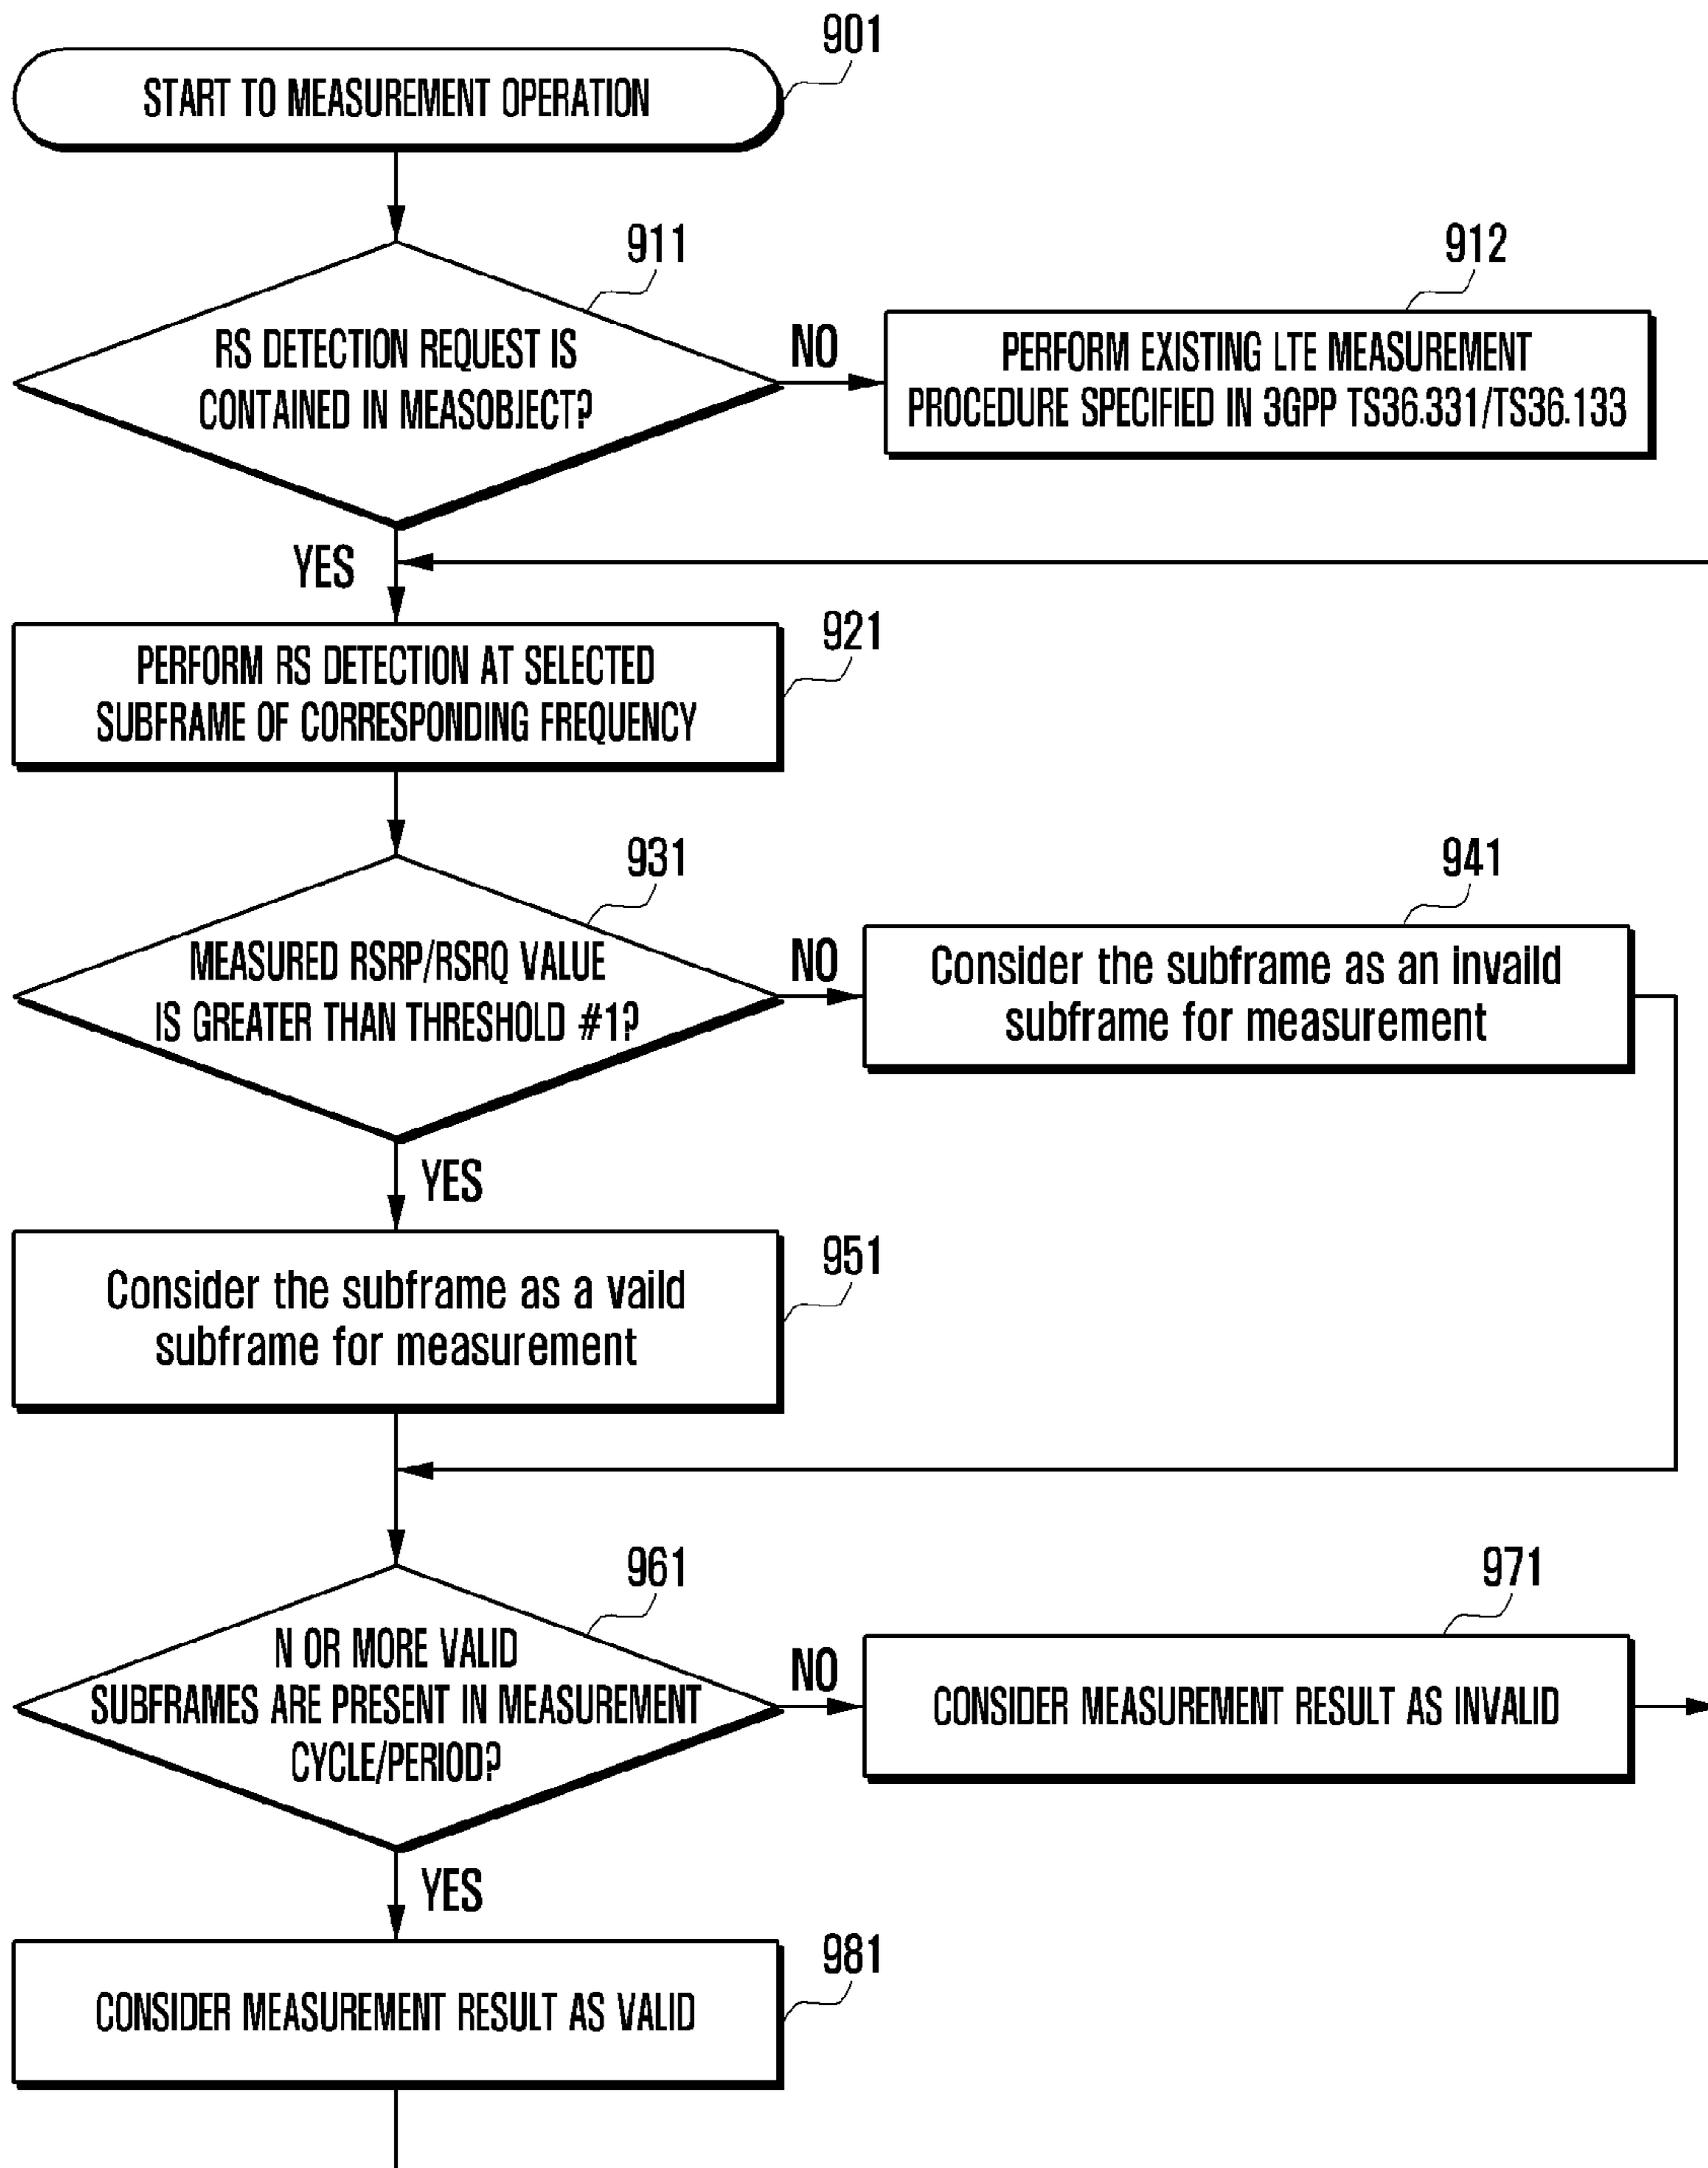 901
START TO MEASUREMENT OPERATION
911
RS DETECTION REQUEST IS
CONTAINED IN MEASOBJECT?
NO
912
PERFORM EXISTING LTE MEASUREMENT
PROCEDURE SPECIFIED IN 3GPP TS36.331/TS36.133
YES
921
PERFORM RS DETECTION AT SELECTED
SUBFRAME OF CORRESPONDING FREQUENCY
931
MEASURED RSRP/RSRQ VALUE
IS GREATER THAN THRESHOLD #1?
NO
941
Consider the subframe as an invaild
subframe for measurement
YES
951
Consider the subframe as a vaild
subframe for measurement
961
N OR MORE VALID
SUBFRAMES ARE PRESENT IN MEASUREMENT
CYCLE/PERIOD?
NO
971
CONSIDER MEASUREMENT RESULT AS INVALID
YES
981
CONSIDER MEASUREMENT RESULT AS VALID